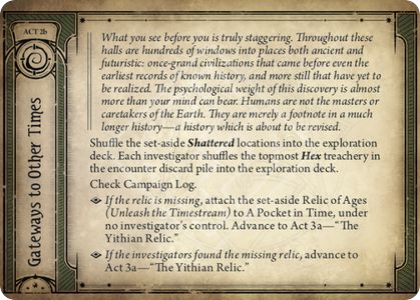 ACT 2b
Gateways to Other Times
What you see before you is truly staggering. Throughout these
halls are hundreds of windows into places both ancient and
futuristic: once-grand civilizations that came before even the
earliest records of known history, and more still that have yet to
be realized. The psychological weight of this discovery is almost
more than your mind can bear. Humans are not the masters or
caretakers of the Earth. They are merely a footnote in a much
longer history—a history which is about to be revised.
Shuffle the set-aside Shattered locations into the exploration
deck. Each investigator shuffles the topmost Hex treachery in
the encounter discard pile into the exploration deck.
Check Campaign Log.
If the relic is missing, attach the set-aside Relic of Ages
(Unleash the Timestream) to A Pocket in Time, under
no investigator's control. Advance to Act 3a—"The
Yithian Relic."
If the investigators found the missing relic, advance to
Act 3a—"The Yithian Relic."